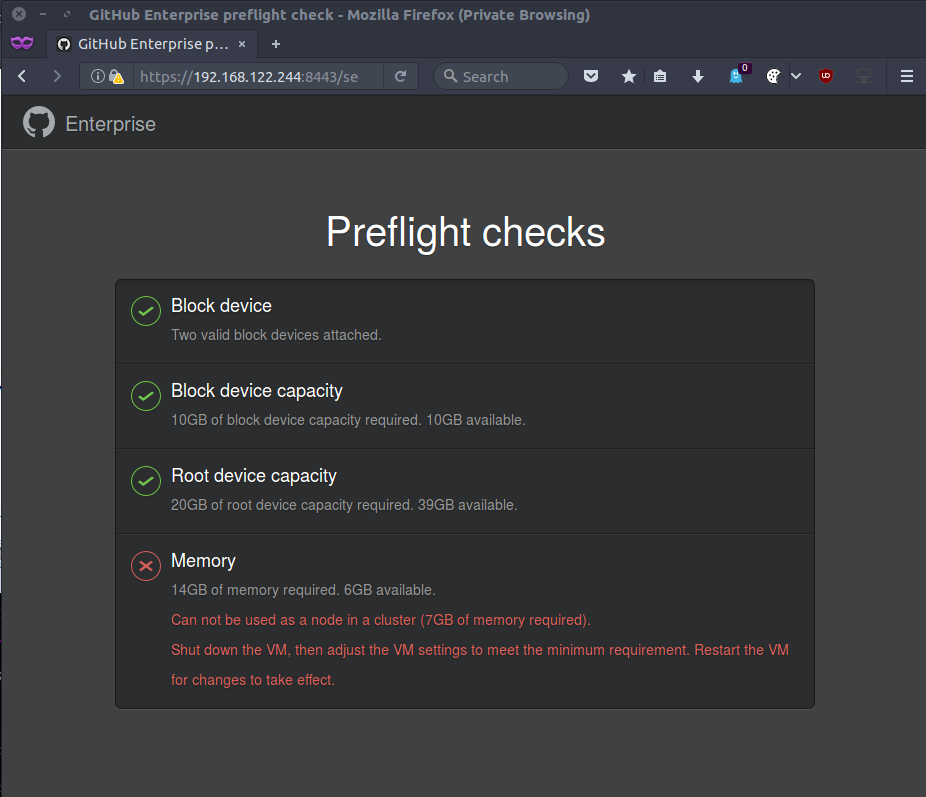 GitHub Enterprise preflight check - Mozilla Firefox (Private Browsing)
GitHub Enterprise p...
https://192.168.122.244:8443/se
Search
0
Enterprise
Preflight checks
Block device
Two valid block devices attached.
Block device capacity
10GB of block device capacity required. 10GB available.
Root device capacity
20GB of root device capacity required. 39GB available.
Memory
14GB of memory required. 6GB available.
Can not be used as a node in a cluster (7GB of memory required).
Shut down the VM, then adjust the VM settings to meet the minimum requirement. Restart the VM
for changes to take effect.